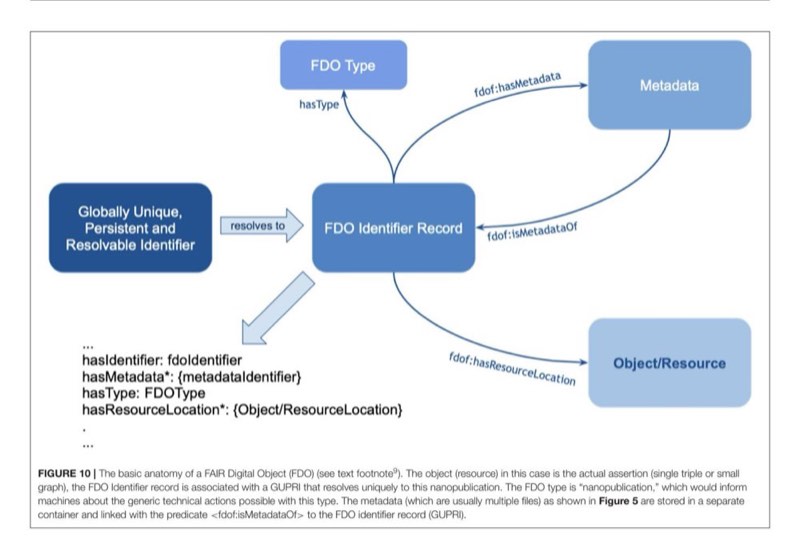 FDO Type
hasType
fdof:hasMetadata
Metadata
Globally Unique,
Persistent and
Resolvable Identifier
resolves to
FDO Identifier Record
fdof:isMetadataOf
fdof:hasResourceLocation
Object/Resource
...
hasIdentifier: fdoIdentifier
hasMetadata*: {metadataIdentifier}
hasType: FDOType
hasResourceLocation*: {Object/ResourceLocation}
.
...
FIGURE 10 | The basic anatomy of a FAIR Digital Object (FDO) (see text footnote⁹). The object (resource) in this case is the actual assertion (single triple or small
graph), the FDO Identifier record is associated with a GUPRI that resolves uniquely to this nanopublication. The FDO type is "nanopublication," which would inform
machines about the generic technical actions possible with this type. The metadata (which are usually multiple files) as shown in Figure 5 are stored in a separate
container and linked with the predicate <fdof:isMetadataOf> to the FDO identifier record (GUPRI).